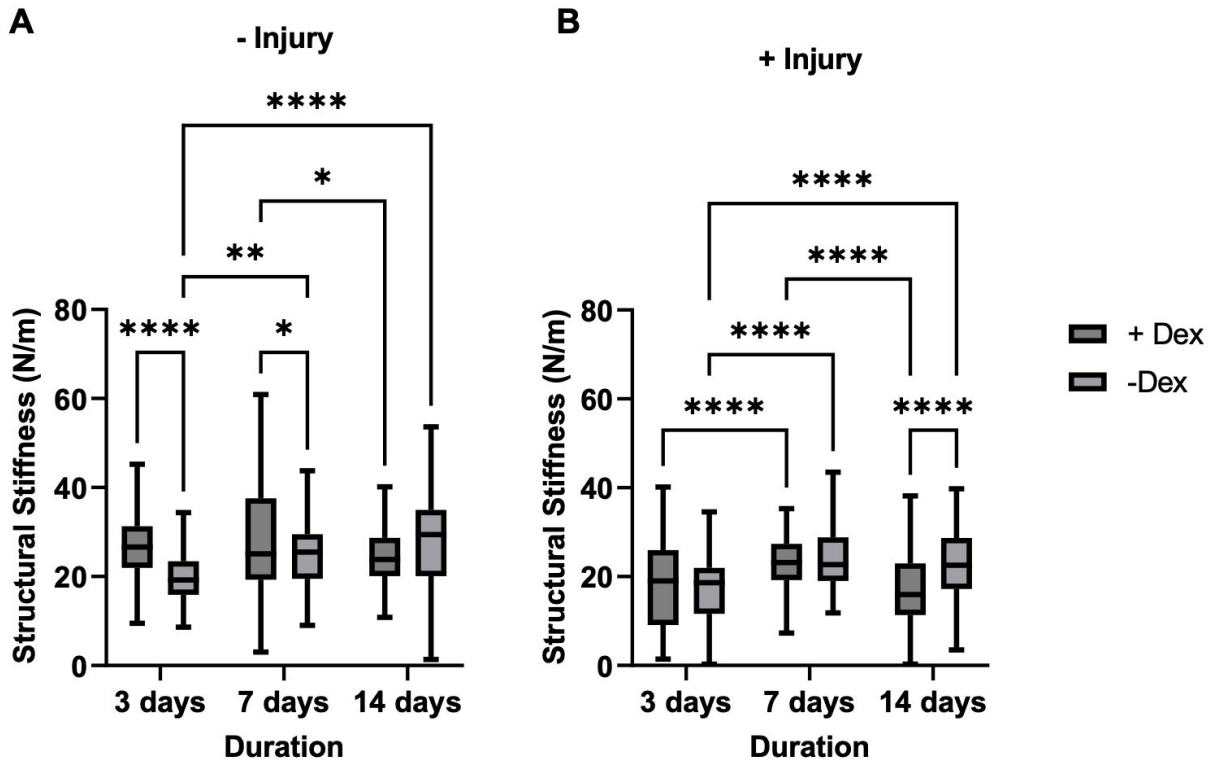 A
- Injury
****
*
**
****
*
Structural Stiffness (N/m)
80
60
40
20
0
3 days
7 days
14 days
Duration
B
+ Injury
****
****
****
****
****
Structural Stiffness (N/m)
80
60
40
20
0
3 days
7 days
14 days
Duration
+ Dex
-Dex